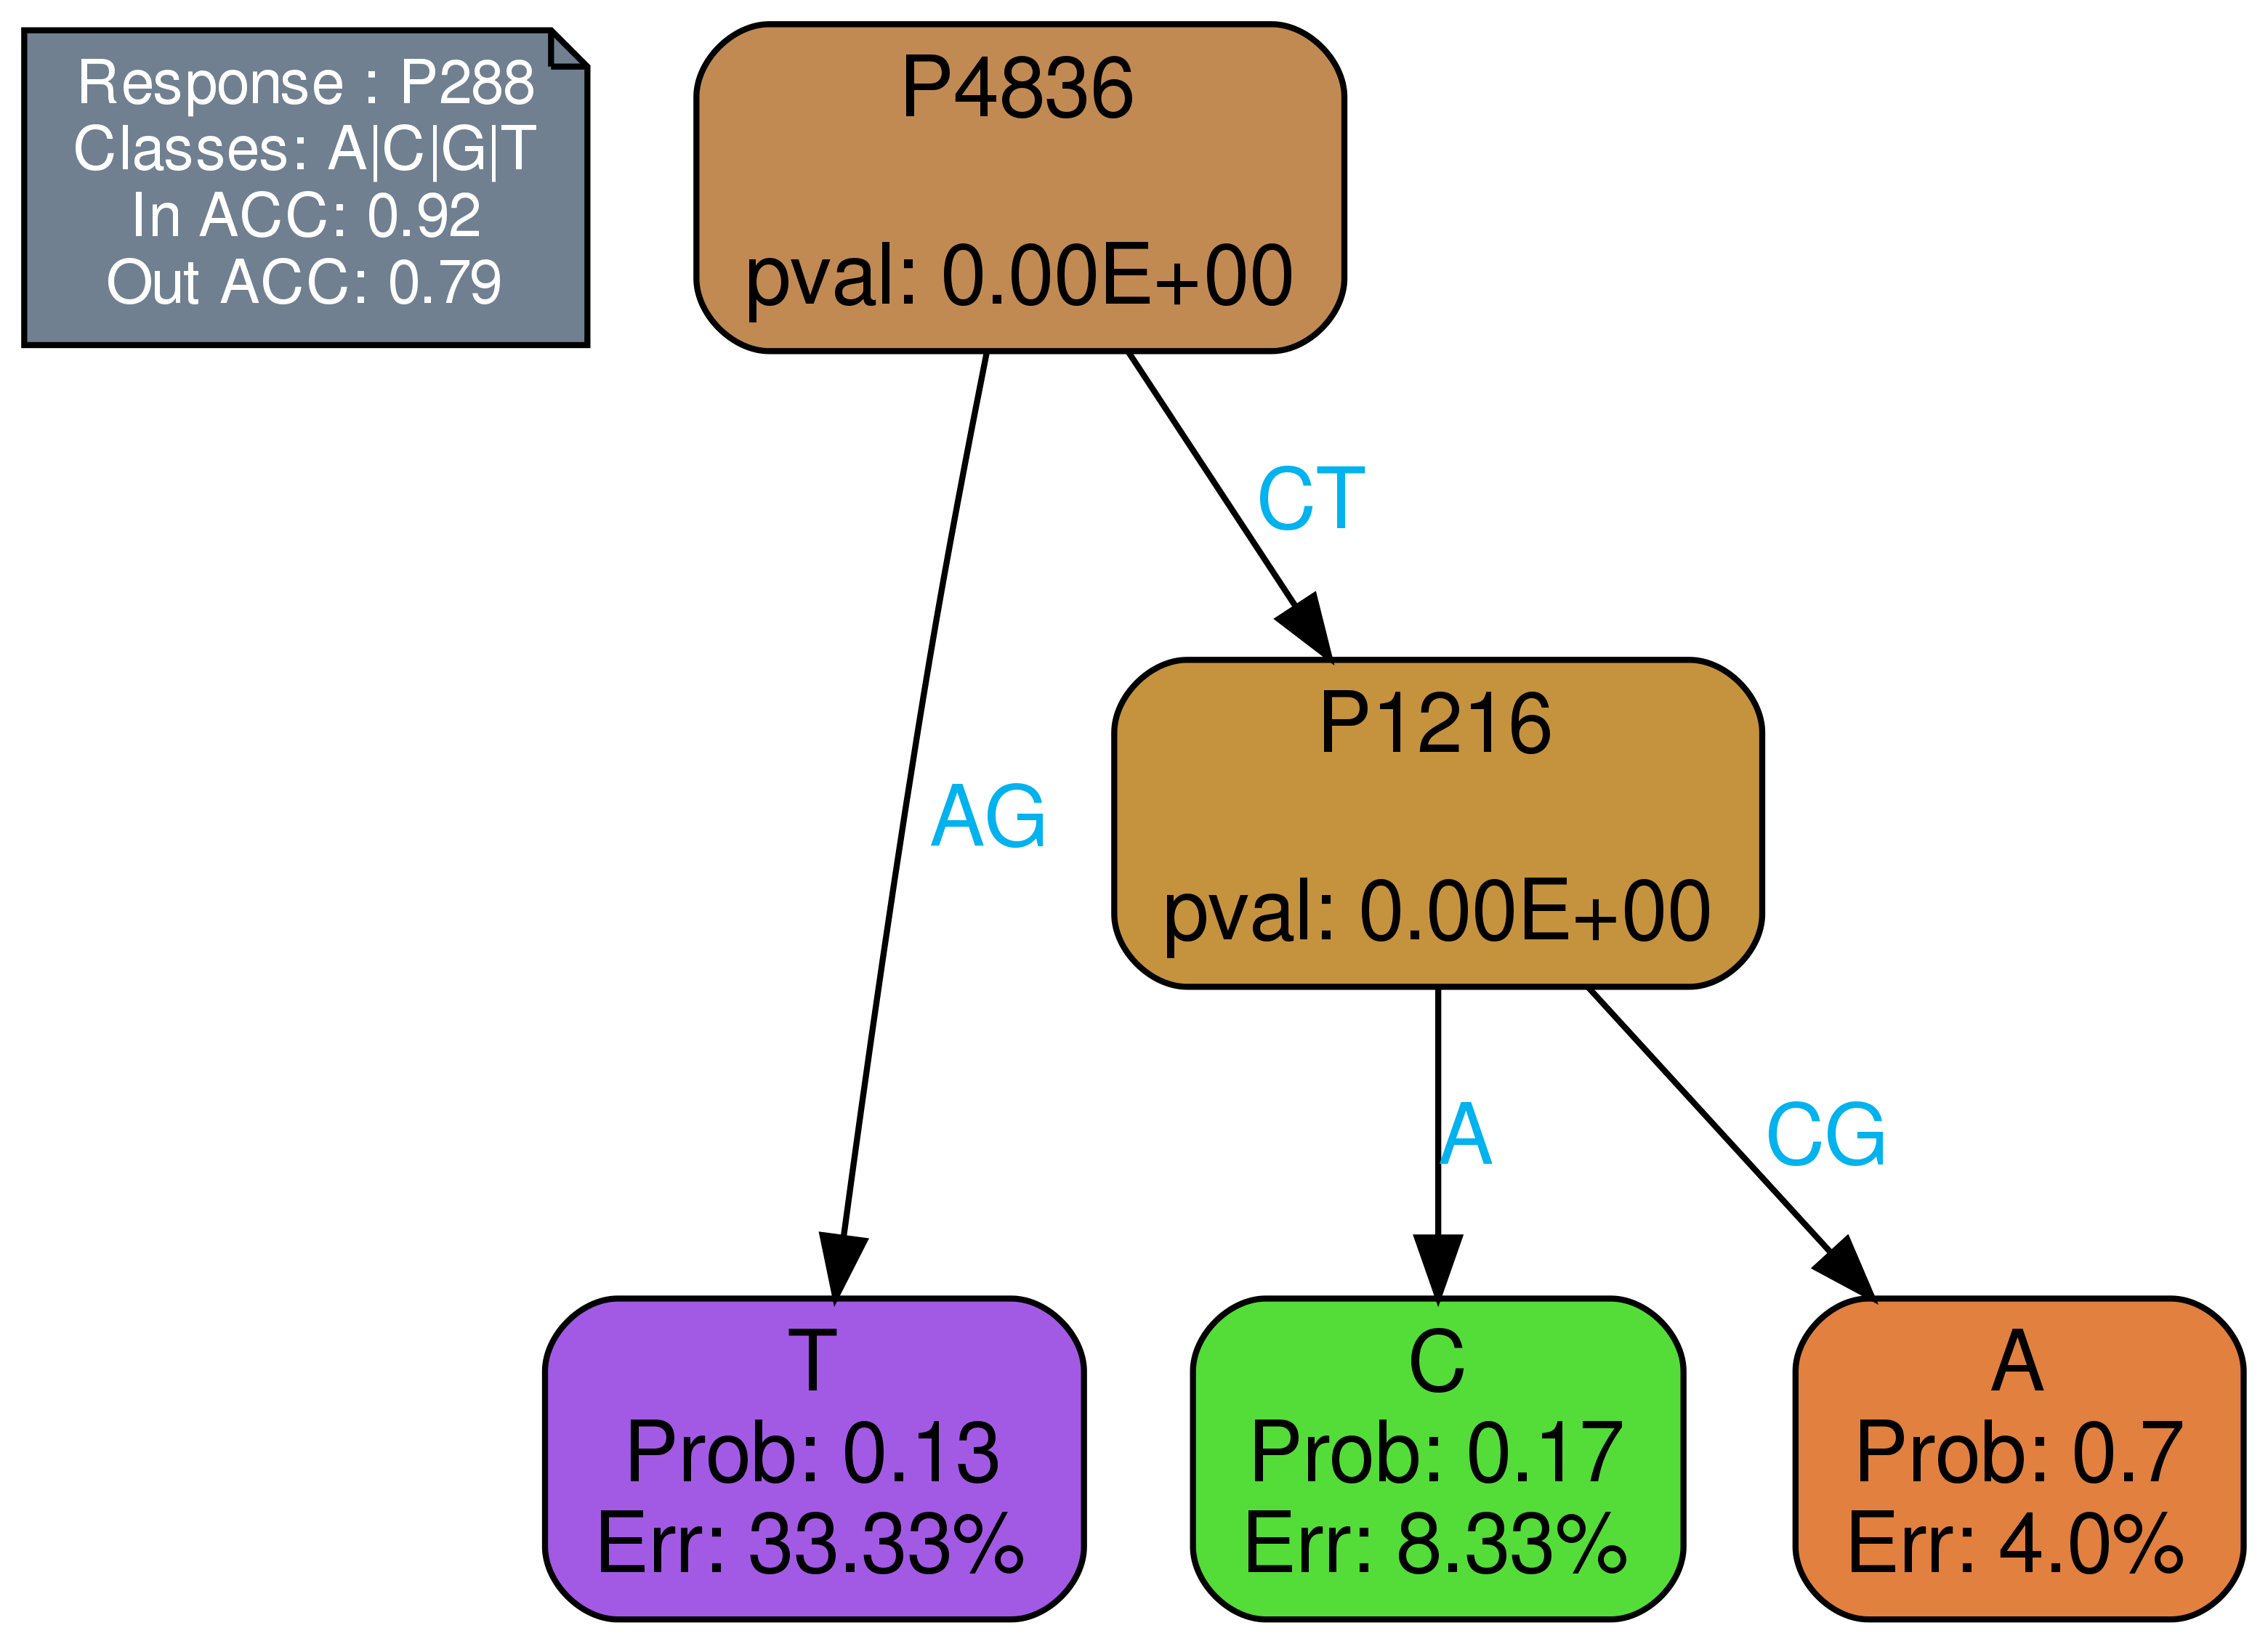 Response : P288
Classes: A|C|G|T
In ACC: 0.92
Out ACC: 0.79
P4836
pval: 0.00E+00
CT
AG
P1216
pval: 0.00E+00
A
CG
T
Prob: 0.13
Err: 33.33%
C
Prob: 0.17
Err: 8.33%
A
Prob: 0.7
Err: 4.0%